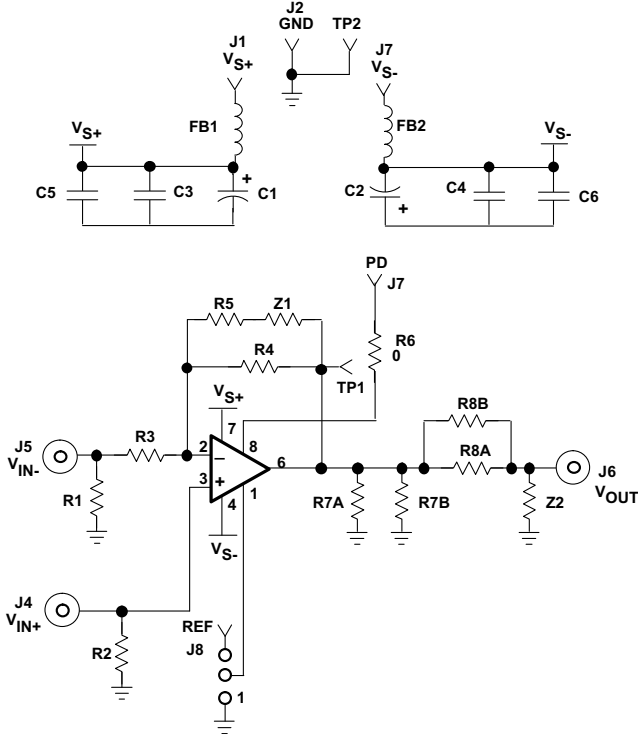 J2
GND
TP2
J1
VS+
J7
VS-
FB1
FB2
VS+
VS-
C5
C3
+
C1
C2
+
C4
C6
PD
J7
R5
Z1
R6
0
R4
TP1
VS+
7
8
R8B
J5
VIN-
R3
2
−
6
R8A
J6
VOUT
3
+
1
R1
4
R7A
R7B
Z2
VS-
J4
VIN+
REF
J8
R2
1